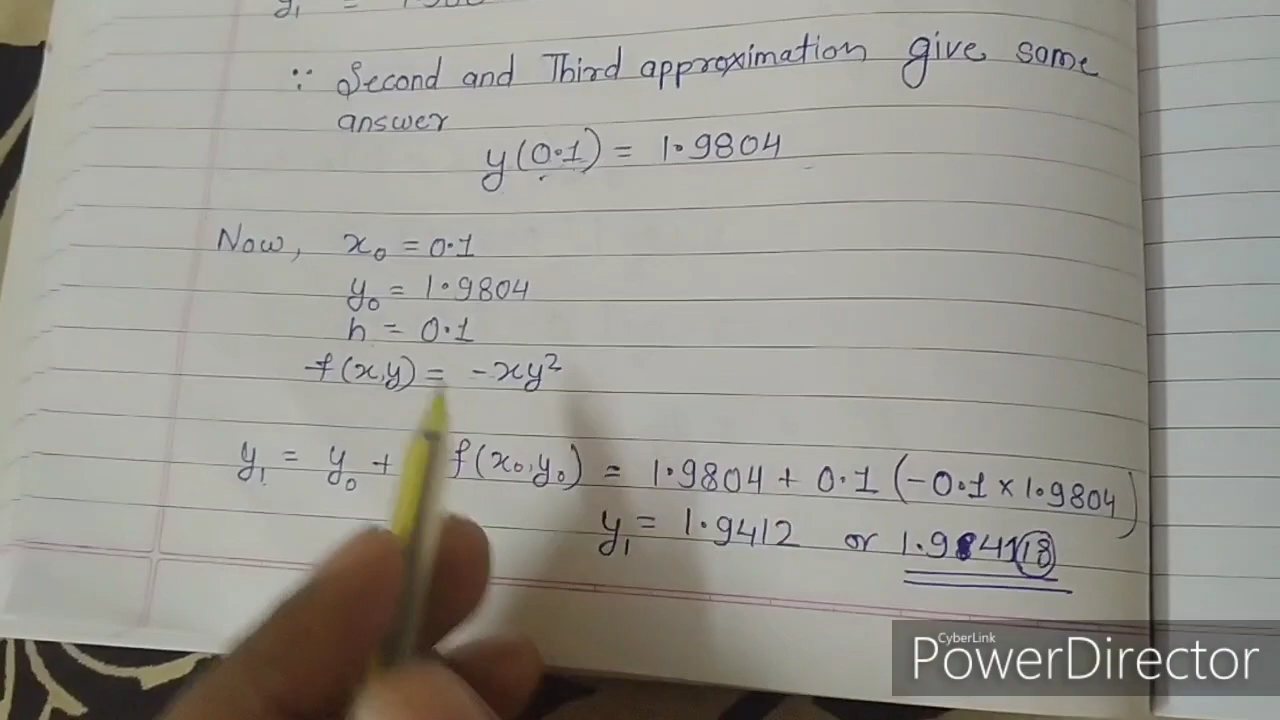 ∵ Second and Third approximation give same
answer
y(0.1) = 1.9804
Now, x₀ = 0.1
y₀ = 1.9804
h = 0.1
f(x,y) = -xy²
y₁ = y₀ + f(x₀,y₀) = 1.9804 + 0.1 (-0.1 × 1.9804)
y₁ = 1.9412 or
CyberLink
PowerDirector